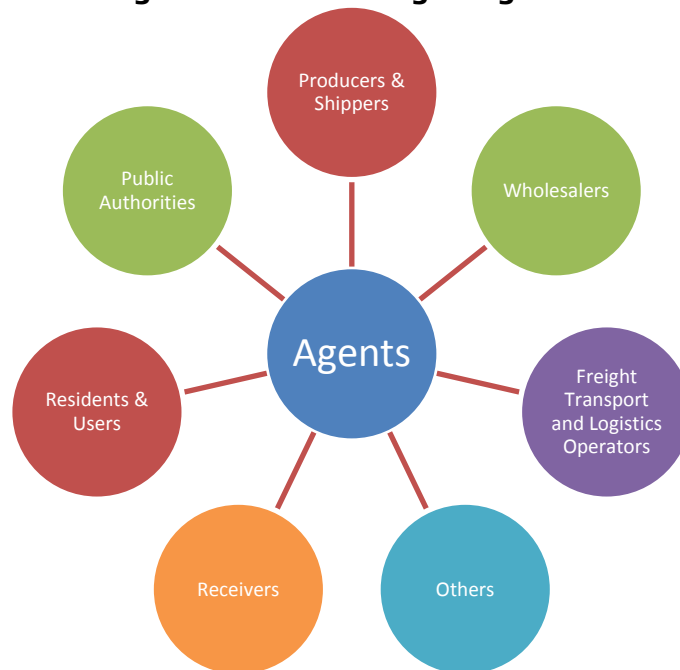 Producers &
Shippers
Public
Authorities
Wholesalers
Agents
Residents &
Users
Freight
Transport
and Logistics
Operators
Receivers
Others